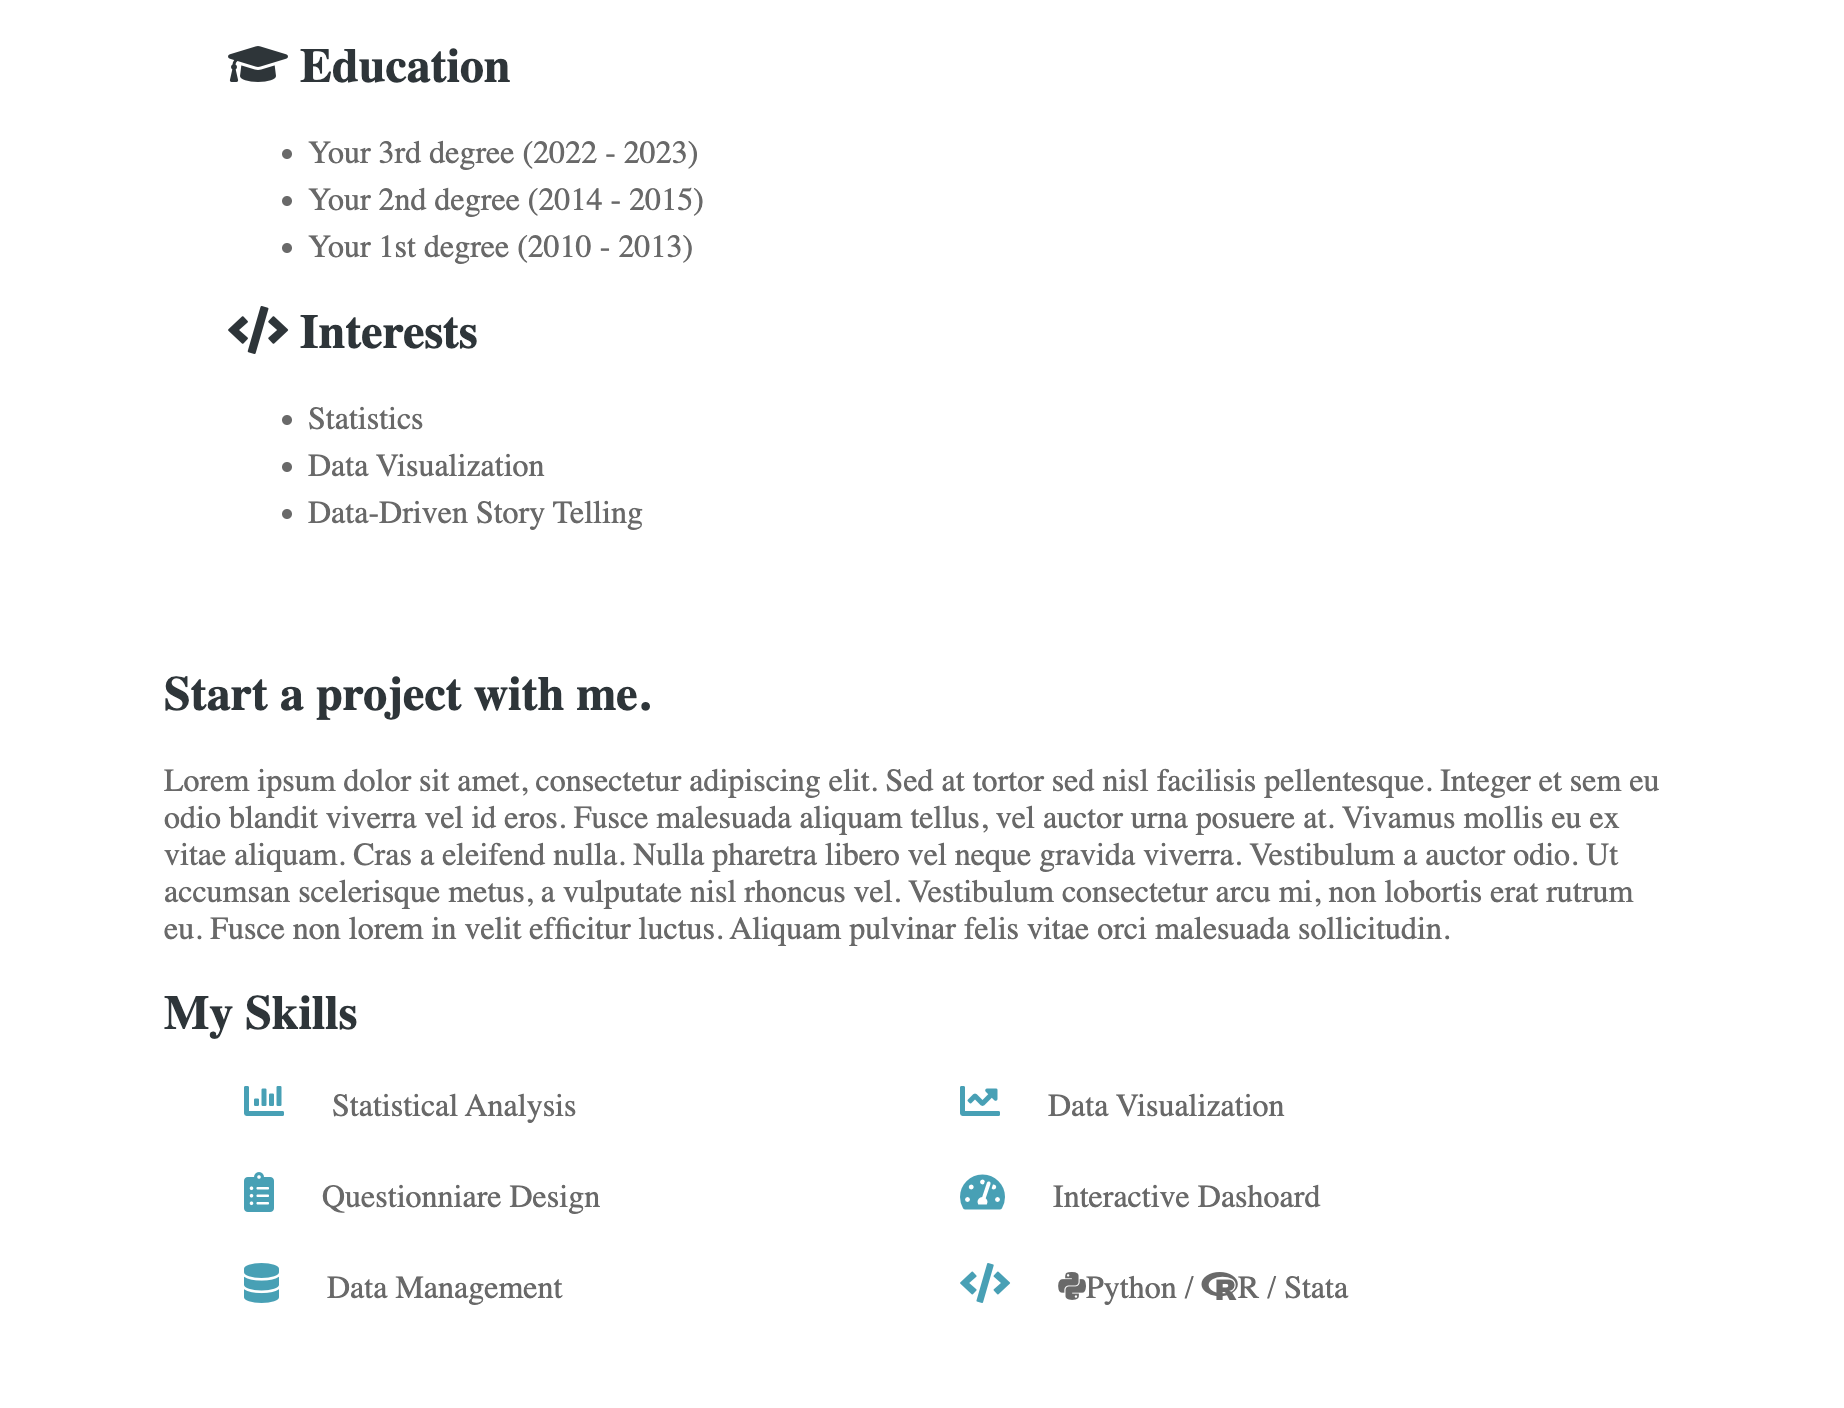 Education
• Your 3rd degree (2022 - 2023)
• Your 2nd degree (2014 - 2015)
• Your 1st degree (2010 - 2013)
Interests
• Statistics
• Data Visualization
• Data-Driven Story Telling
Start a project with me.
Lorem ipsum dolor sit amet, consectetur adipiscing elit. Sed at tortor sed nisl facilisis pellentesque. Integer et sem eu
odio blandit viverra vel id eros. Fusce malesuada aliquam tellus, vel auctor urna posuere at. Vivamus mollis eu ex
vitae aliquam. Cras a eleifend nulla. Nulla pharetra libero vel neque gravida viverra. Vestibulum a auctor odio. Ut
accumsan scelerisque metus, a vulputate nisl rhoncus vel. Vestibulum consectetur arcu mi, non lobortis erat rutrum
eu. Fusce non lorem in velit efficitur luctus. Aliquam pulvinar felis vitae orci malesuada sollicitudin.
My Skills
Statistical Analysis
Data Visualization
Questionniare Design
Interactive Dashoard
Data Management
Python / R / Stata